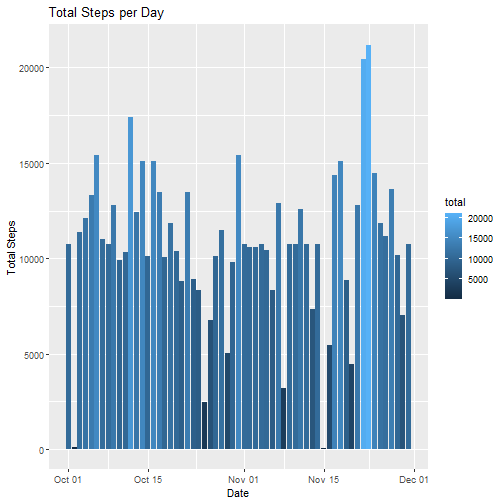 Total Steps per Day
Total Steps
20000
15000
10000
5000
0
Oct 01
Oct 15
Nov 01
Nov 15
Dec 01
Date
total
20000
15000
10000
5000